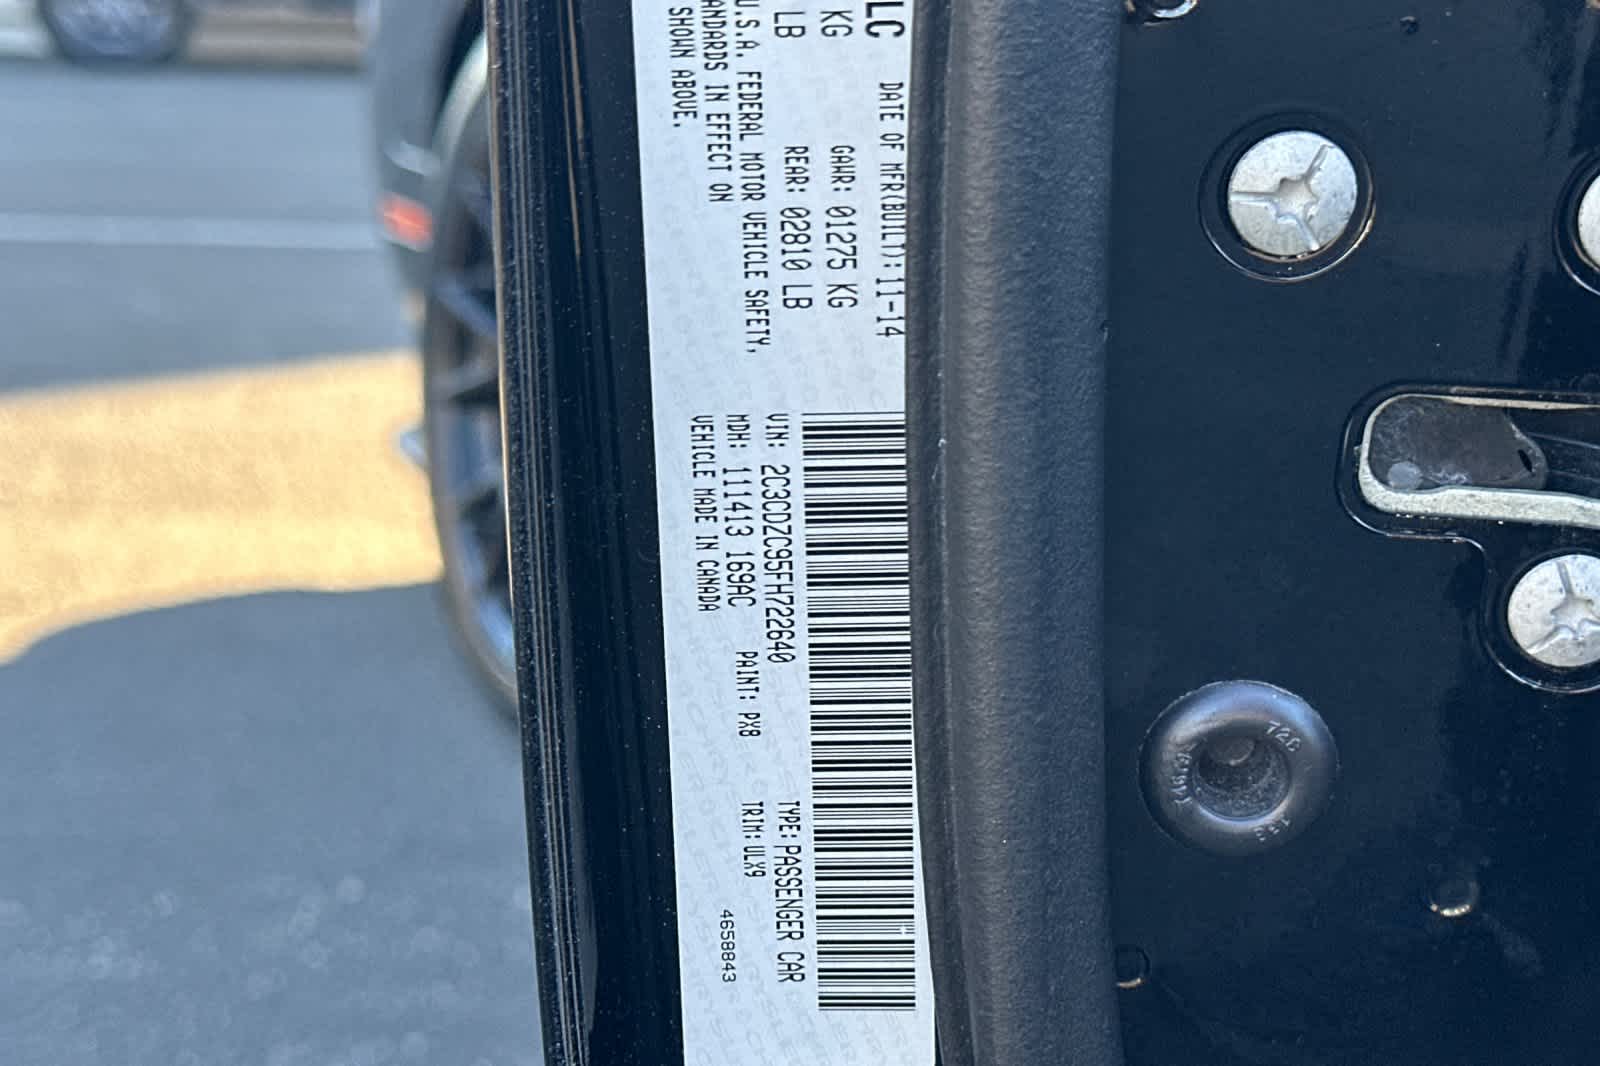 LC
DATE OF MFR(BUILT): 11-14
KG
GAWR: 01275 KG
LB
REAR: 02810 LB
U.S.A. FEDERAL MOTOR VEHICLE SAFETY,
ANDARDS IN EFFECT ON
SHOWN ABOVE.
VIN: 2C3CDZC95FH722640
TYPE: PASSENGER CAR
MDH: 111413 169AC
PAINT: PX8
TRIM: ULX9
VEHICLE MADE IN CANADA
4658843